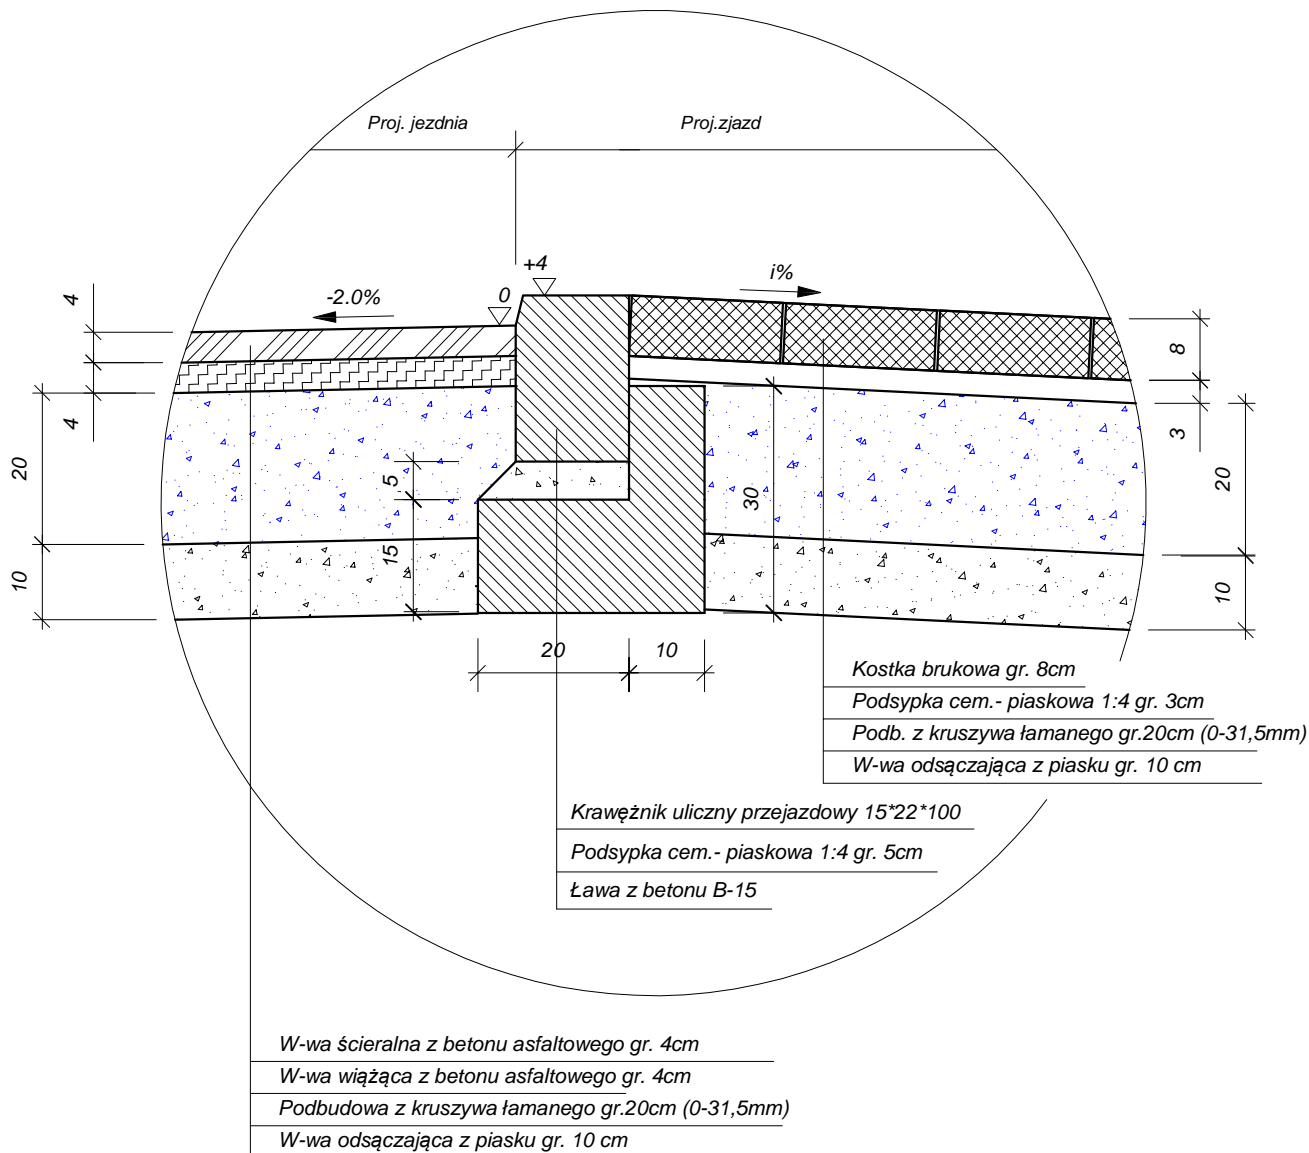 Proj. jezdnia
Proj.zjazd
+4
0
-2.0%
i%
4
4
20
10
5
15
30
20
10
8
3
20
10
Kostka brukowa gr. 8cm
Podsypka cem.- piaskowa 1:4 gr. 3cm
Podb. z kruszywa łamanego gr.20cm (0-31,5mm)
W-wa odsączająca z piasku gr. 10 cm
Krawężnik uliczny przejazdowy 15*22*100
Podsypka cem.- piaskowa 1:4 gr. 5cm
Ława z betonu B-15
W-wa ścieralna z betonu asfaltowego gr. 4cm
W-wa wiążąca z betonu asfaltowego gr. 4cm
Podbudowa z kruszywa łamanego gr.20cm (0-31,5mm)
W-wa odsączająca z piasku gr. 10 cm